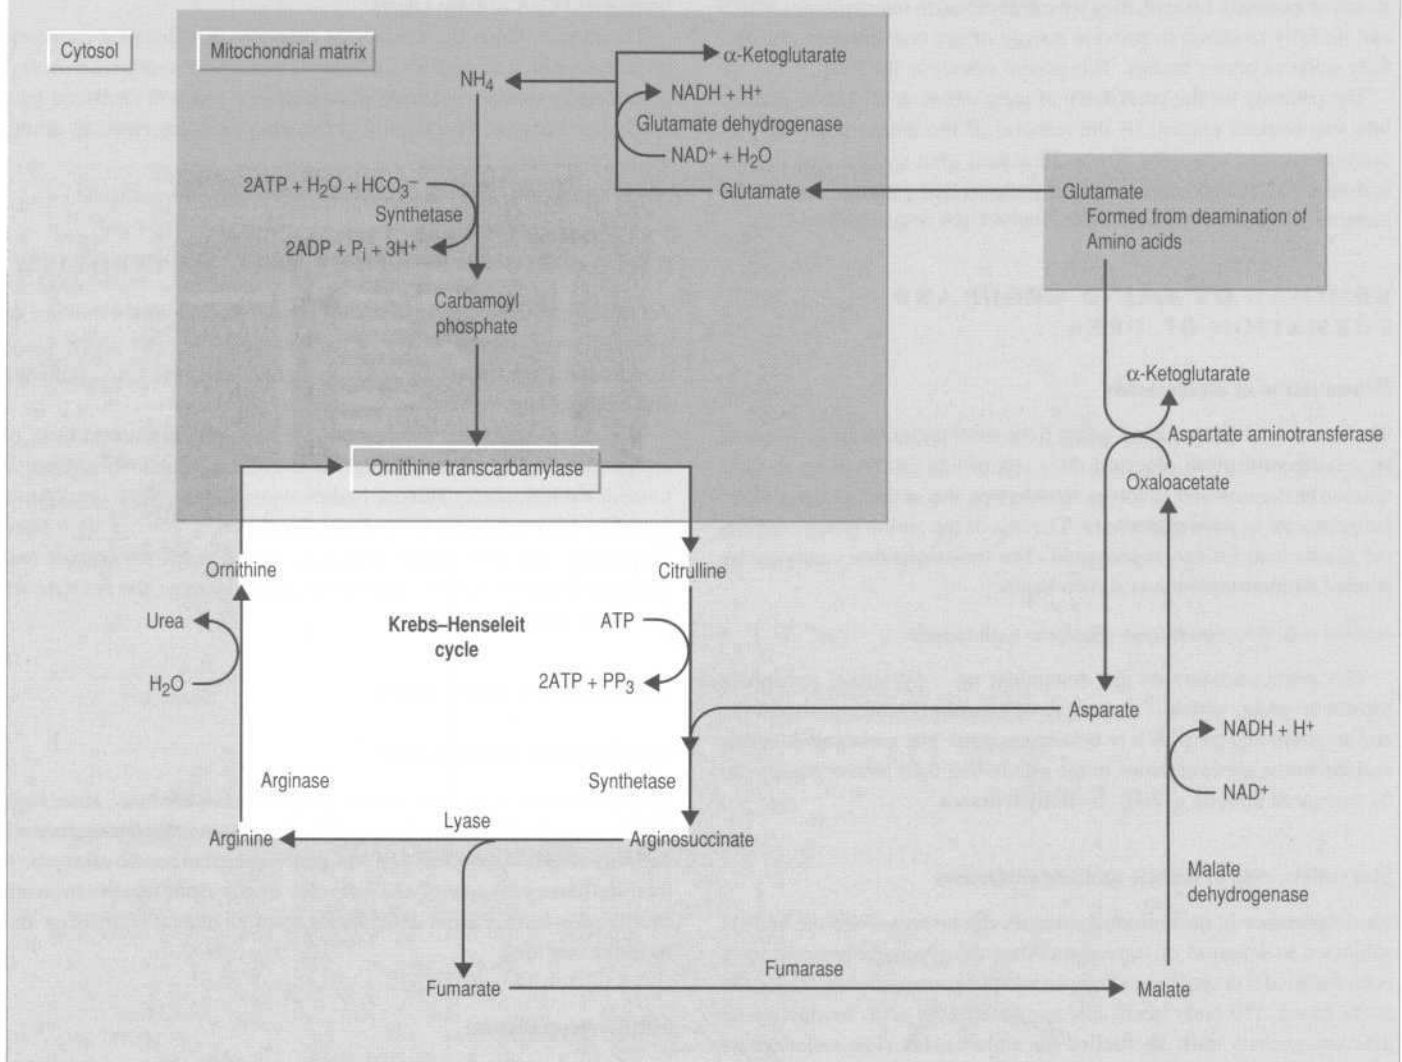 Cytosol
Mitochondrial matrix
NH4
α-Ketoglutarate
NADH + H+
Glutamate dehydrogenase
NAD+ + H2O
Glutamate
Glutamate
Formed from deamination of
Amino acids
2ATP + H2O + HCO3−
Synthetase
2ADP + Pi + 3H+
Carbamoyl
phosphate
α-Ketoglutarate
Aspartate aminotransferase
Oxaloacetate
Ornithine transcarbamylase
Ornithine
Citrulline
Urea
H2O
Krebs–Henseleit
cycle
ATP
2ATP + PP3
Asparate
NADH + H+
NAD+
Arginase
Synthetase
Lyase
Arginine
Arginosuccinate
Malate
dehydrogenase
Fumarase
Fumarate
Malate